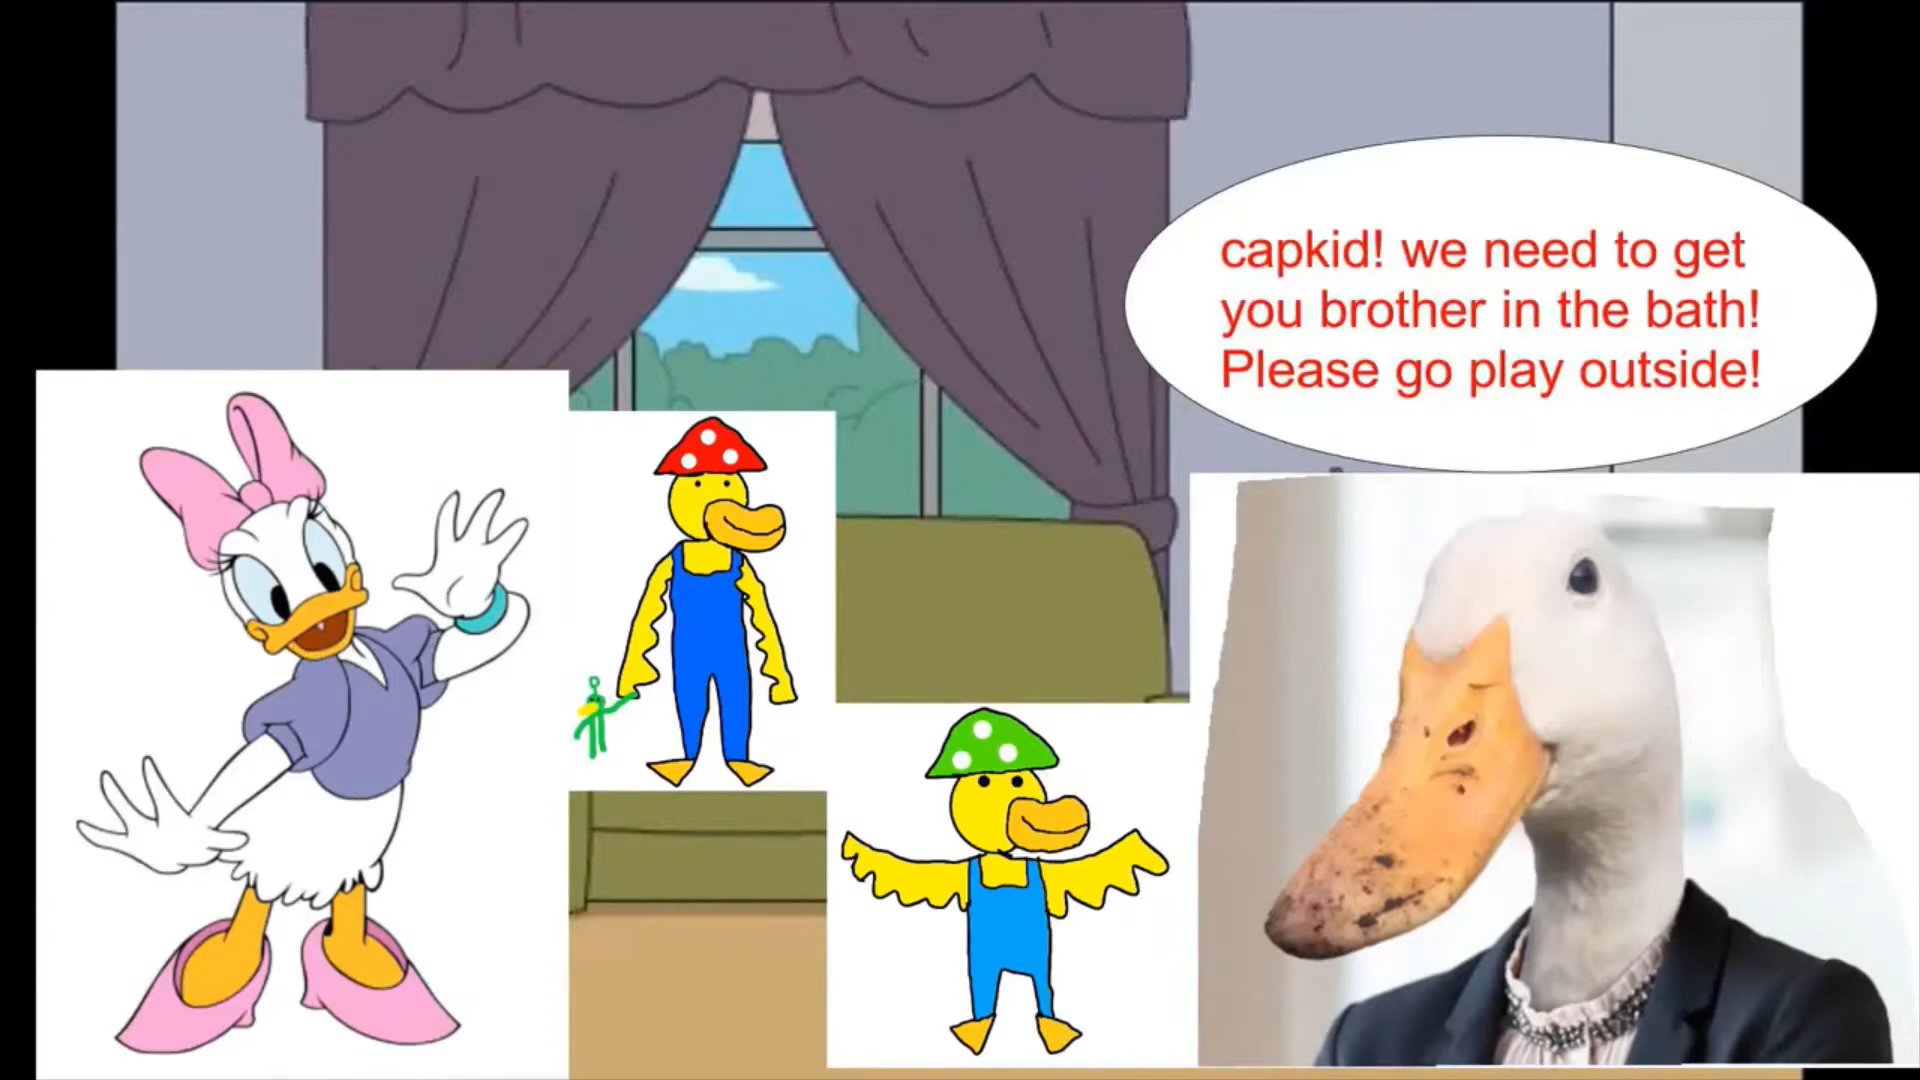 capkid! we need to get
you brother in the bath!
Please go play outside!